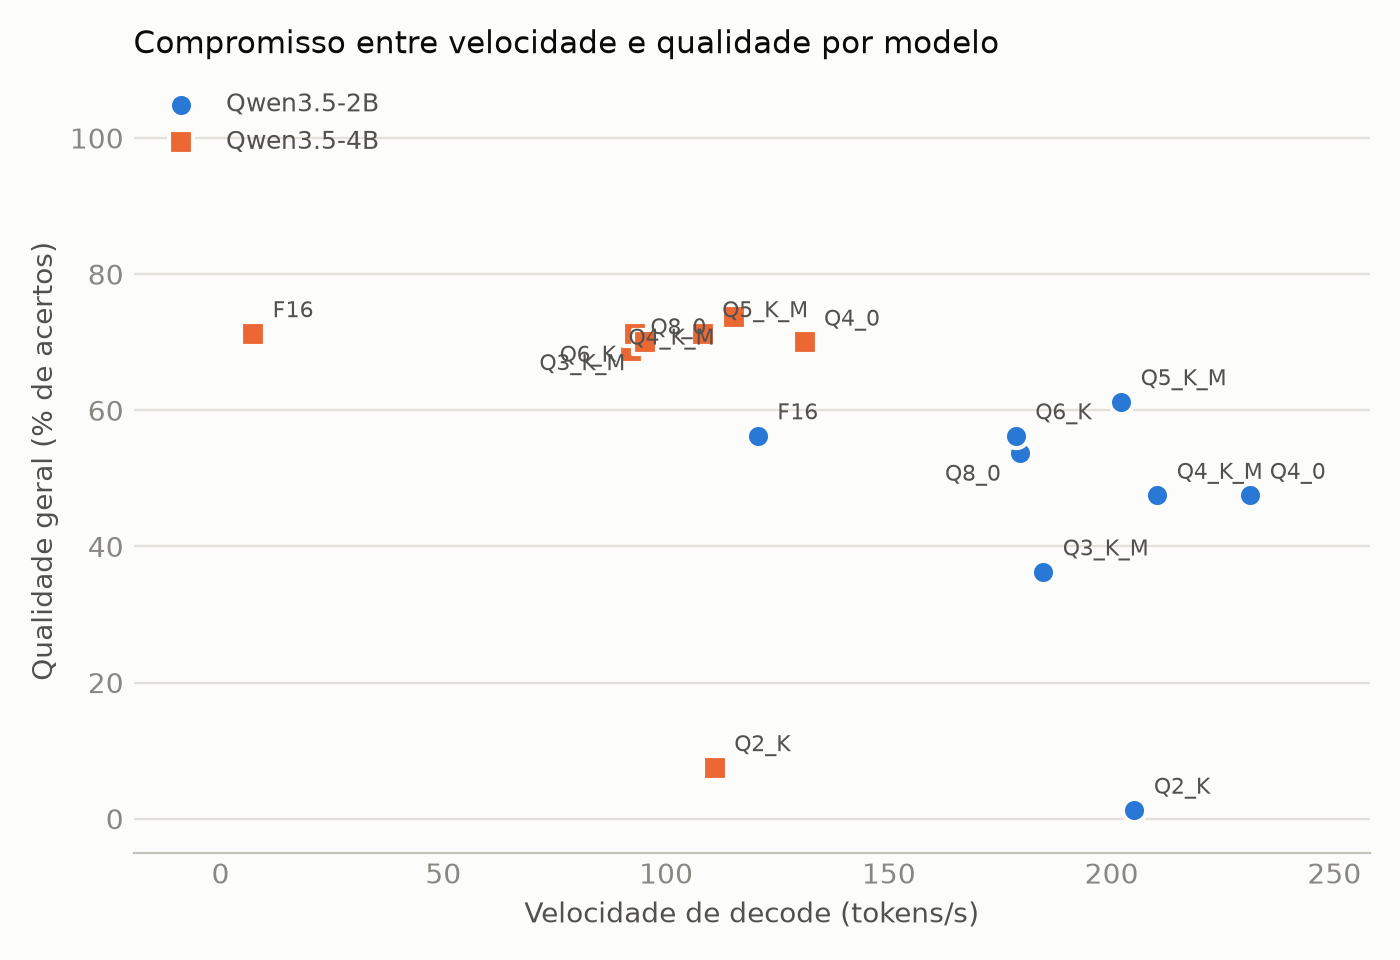 Compromisso entre velocidade e qualidade por modelo
Qwen3.5-2B
Qwen3.5-4B
100
80
60
40
20
0
Qualidade geral (% de acertos)
F16
Q8_0
Q5_K_M
Q4_0
Q4_K_M
Q6_K
Q3_K_M
Q5_K_M
F16
Q6_K
Q8_0
Q4_K_M
Q4_0
Q3_K_M
Q2_K
Q2_K
0
50
100
150
200
250
Velocidade de decode (tokens/s)